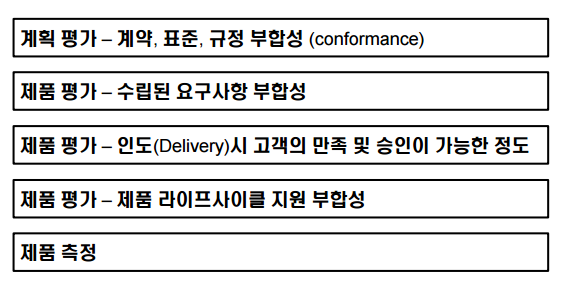 계획 평가 – 계약, 표준, 규정 부합성 (conformance)
제품 평가 – 수립된 요구사항 부합성
제품 평가 – 인도(Delivery)시 고객의 만족 및 승인이 가능한 정도
제품 평가 – 제품 라이프사이클 지원 부합성
제품 측정